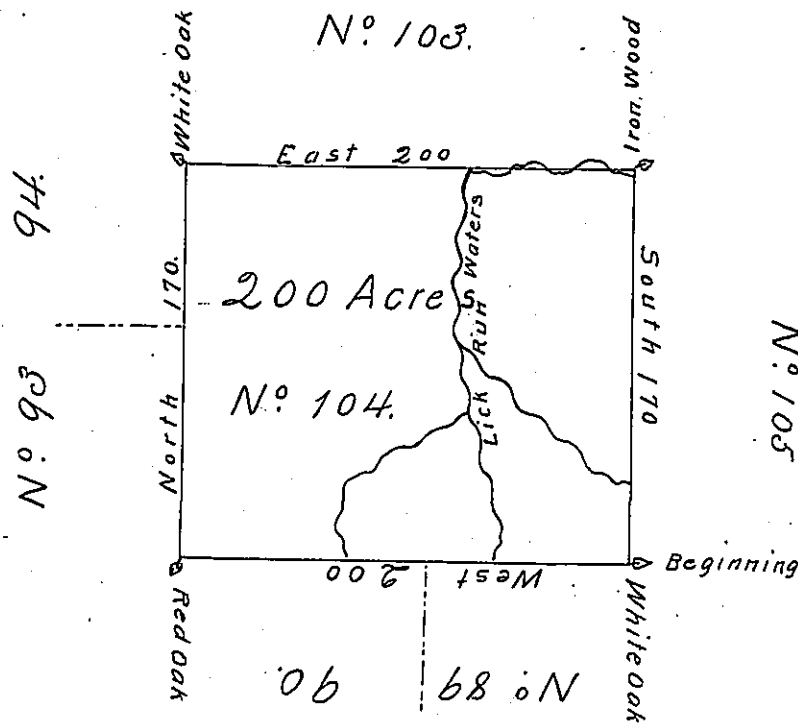 Nº 103.
White Oak
Iron Wood
East 200
94.
Nº 93
North 170.
200 Acres
Nº 104.
Lick Run Waters
South 170
Nº 105
Beginning
West 200
Red Oak
White Oak
Nº 89
90.